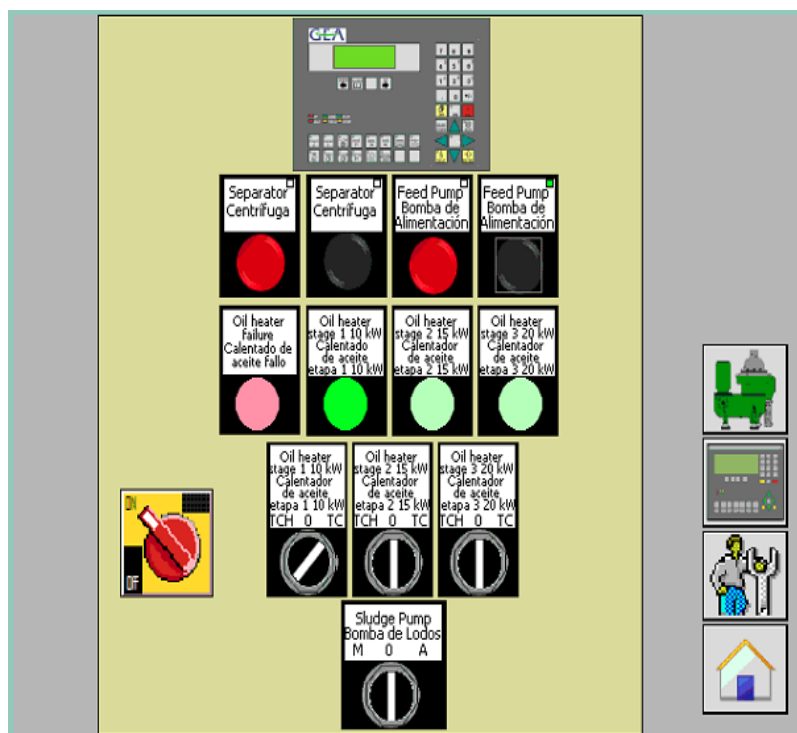 GEA
Separator
Centrífuga
Separator
Centrífuga
Feed Pump
Bomba de
Alimentación
Feed Pump
Bomba de
Alimentación
Oil heater
Failure
Calentado de
aceite Fallo
Oil heater
stage 1 10 kW
Calentado
de aceite
etapa 1 10 kW
Oil heater
stage 2 15 kW
Calentador
de aceite
etapa 2 15 kW
Oil heater
stage 3 20 kW
Calentador
de aceite
etapa 3 20 kW
Oil heater
stage 1 10 kW
Calentador
de aceite
etapa 1 10 kW
TCH 0 TC
Oil heater
stage 2 15 kW
Calentador
de aceite
etapa 2 15 kW
TCH 0 TC
Oil heater
stage 3 20 kW
Calentador
de aceite
etapa 3 20 kW
TCH 0 TC
ON
OFF
Sludge Pump
Bomba de Lodos
M 0 A